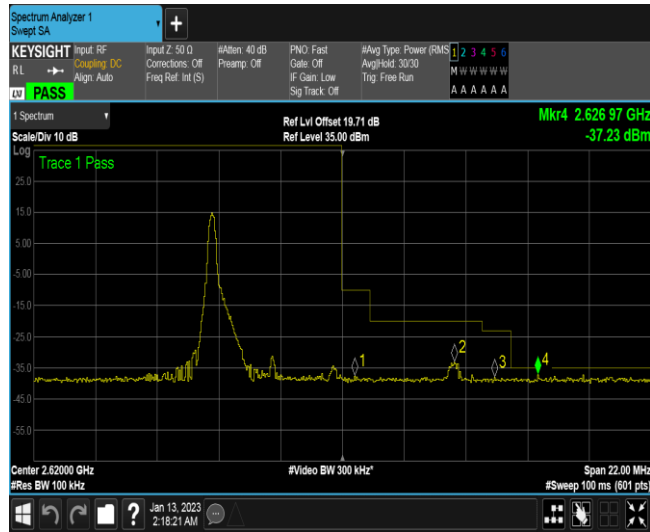 Spectrum Analyzer 1
Swept SA
KEYSIGHT
RL
LXI PASS
Input: RF
Coupling: DC
Align: Auto
Input Z: 50 Ω
Corrections: Off
Freq Ref: Int (S)
#Atten: 40 dB
Preamp: Off
PNO: Fast
Gate: Off
IF Gain: Low
Sig Track: Off
#Avg Type: Power (RMS
Avg|Hold: 30/30
Trig: Free Run
1 2 3 4 5 6
M W W W W W
A A A A A A
1 Spectrum
Scale/Div 10 dB
Ref Lvl Offset 19.71 dB
Ref Level 35.00 dBm
Mkr4 2.626 97 GHz
-37.23 dBm
Log
Trace 1 Pass
25.0
15.0
5.00
-5.00
-15.0
-25.0
-35.0
-45.0
-55.0
1
2
3
4
Center 2.62000 GHz
#Res BW 100 kHz
#Video BW 300 kHz*
Span 22.00 MHz
#Sweep 100 ms (601 pts)
?
Jan 13, 2023
2:18:21 AM